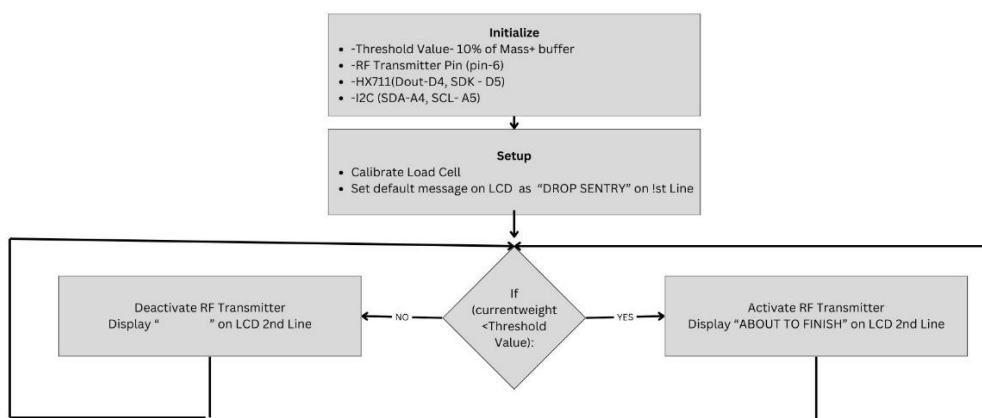 Initialize
-Threshold Value- 10% of Mass+ buffer
-RF Transmitter Pin (pin-6)
-HX711(Dout-D4, SDK - D5)
-I2C (SDA-A4, SCL- A5)
Setup
Calibrate Load Cell
Set default message on LCD as “DROP SENTRY” on !st Line
If
(currentweight
<Threshold
Value):
NO
Deactivate RF Transmitter
Display “ ” on LCD 2nd Line
YES
Activate RF Transmitter
Display “ABOUT TO FINISH” on LCD 2nd Line